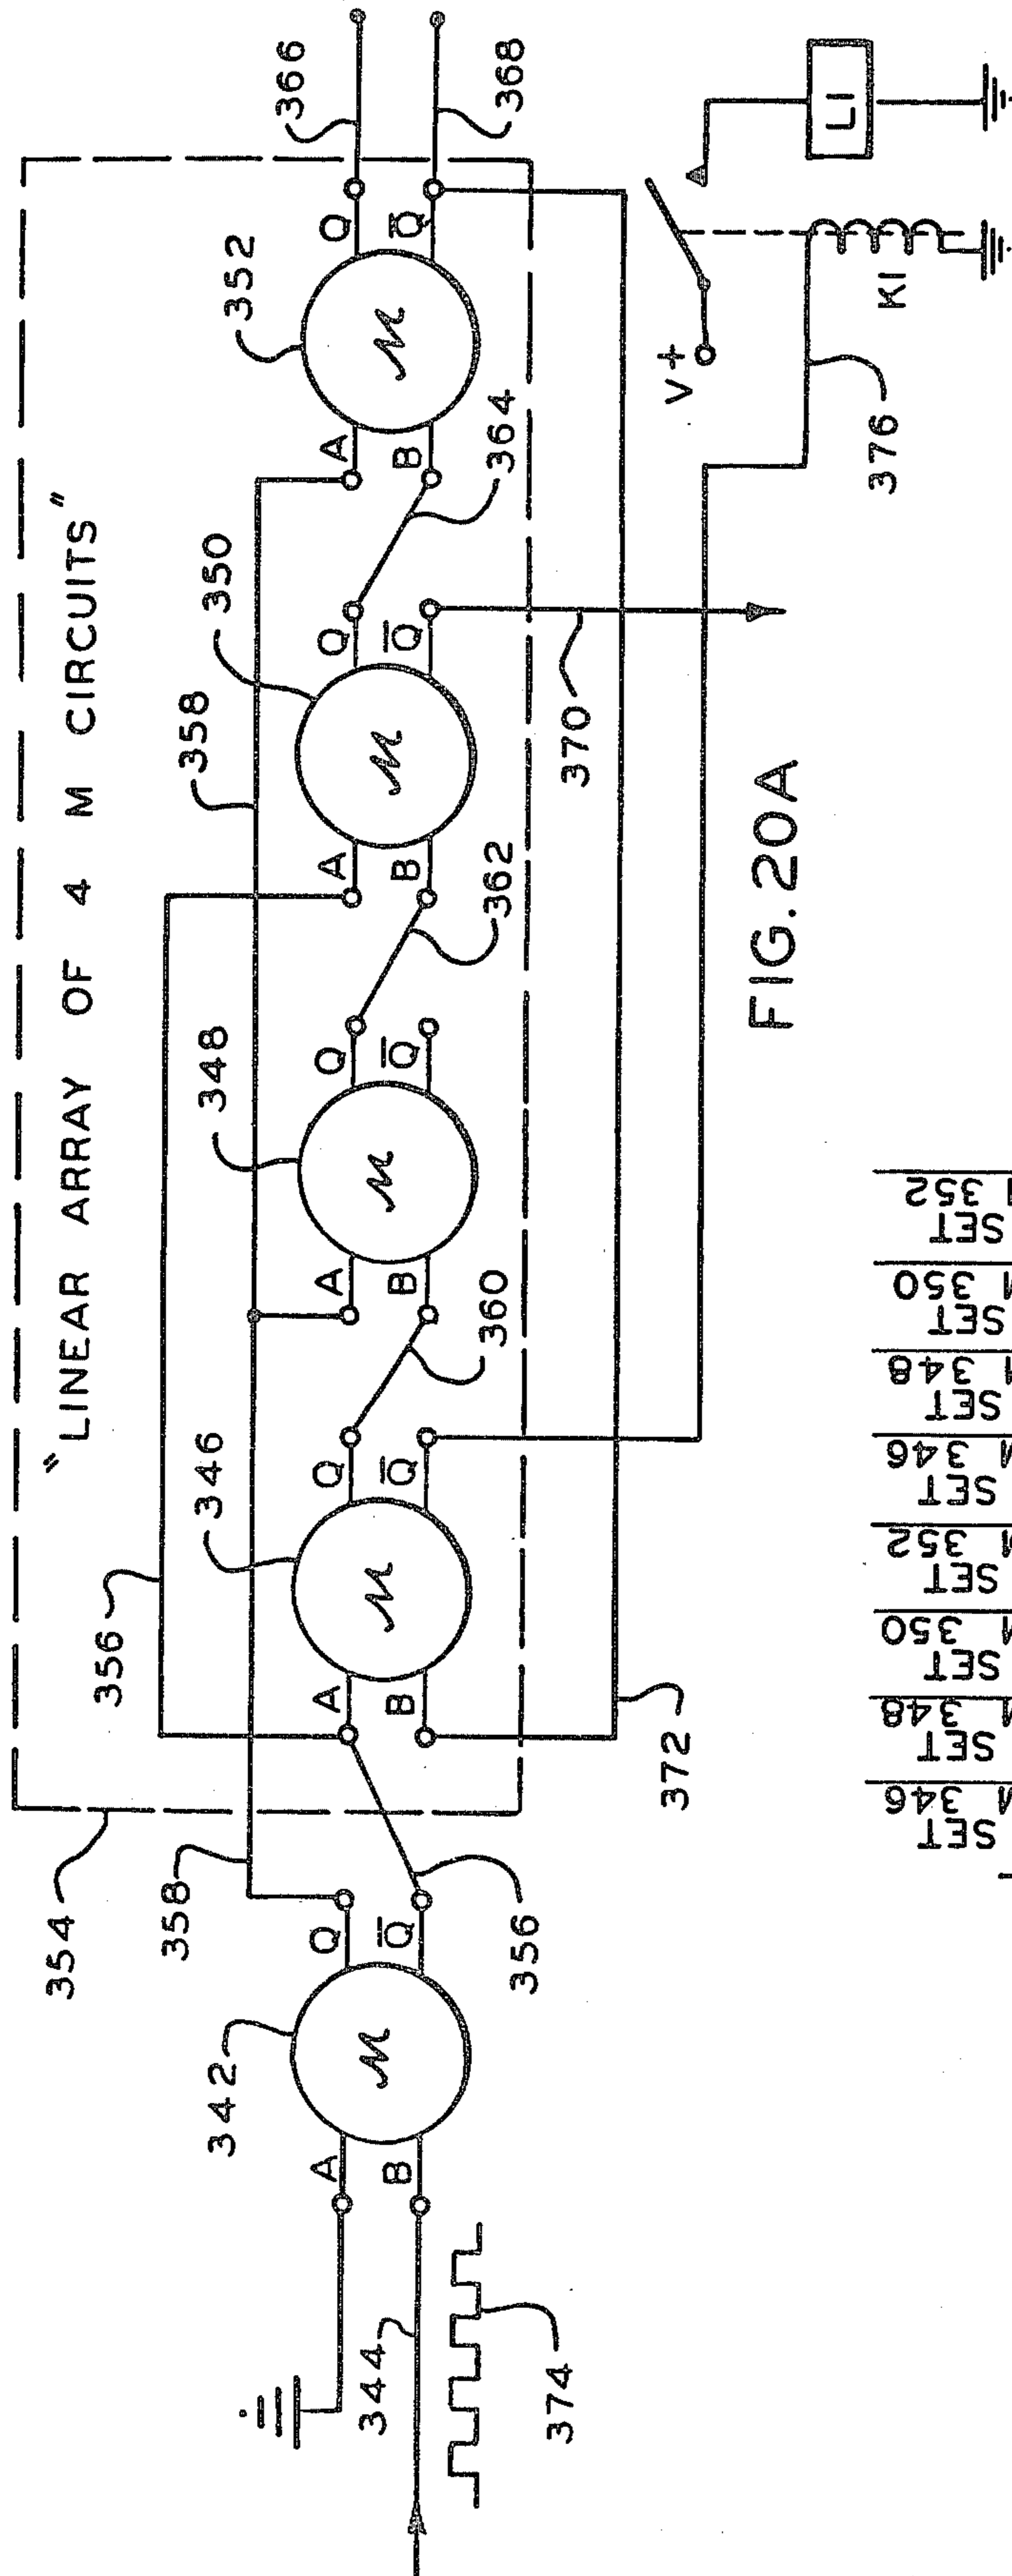 354
"LINEAR ARRAY OF 4 M CIRCUITS"
356
358
358
342
346
348
350
352
366
A Q A Q A Q A Q A Q
M M M M M
B Q̅ B Q̅ B Q̅ B Q̅ B Q̅
344
356
360
362
364
368
374
370
372
V+
FIG. 20A
L1
376
K1
SET
M 346
SET
M 348
SET
M 350
SET
M 352
SET
M 346
SET
M 348
SET
M 350
SET
M 352